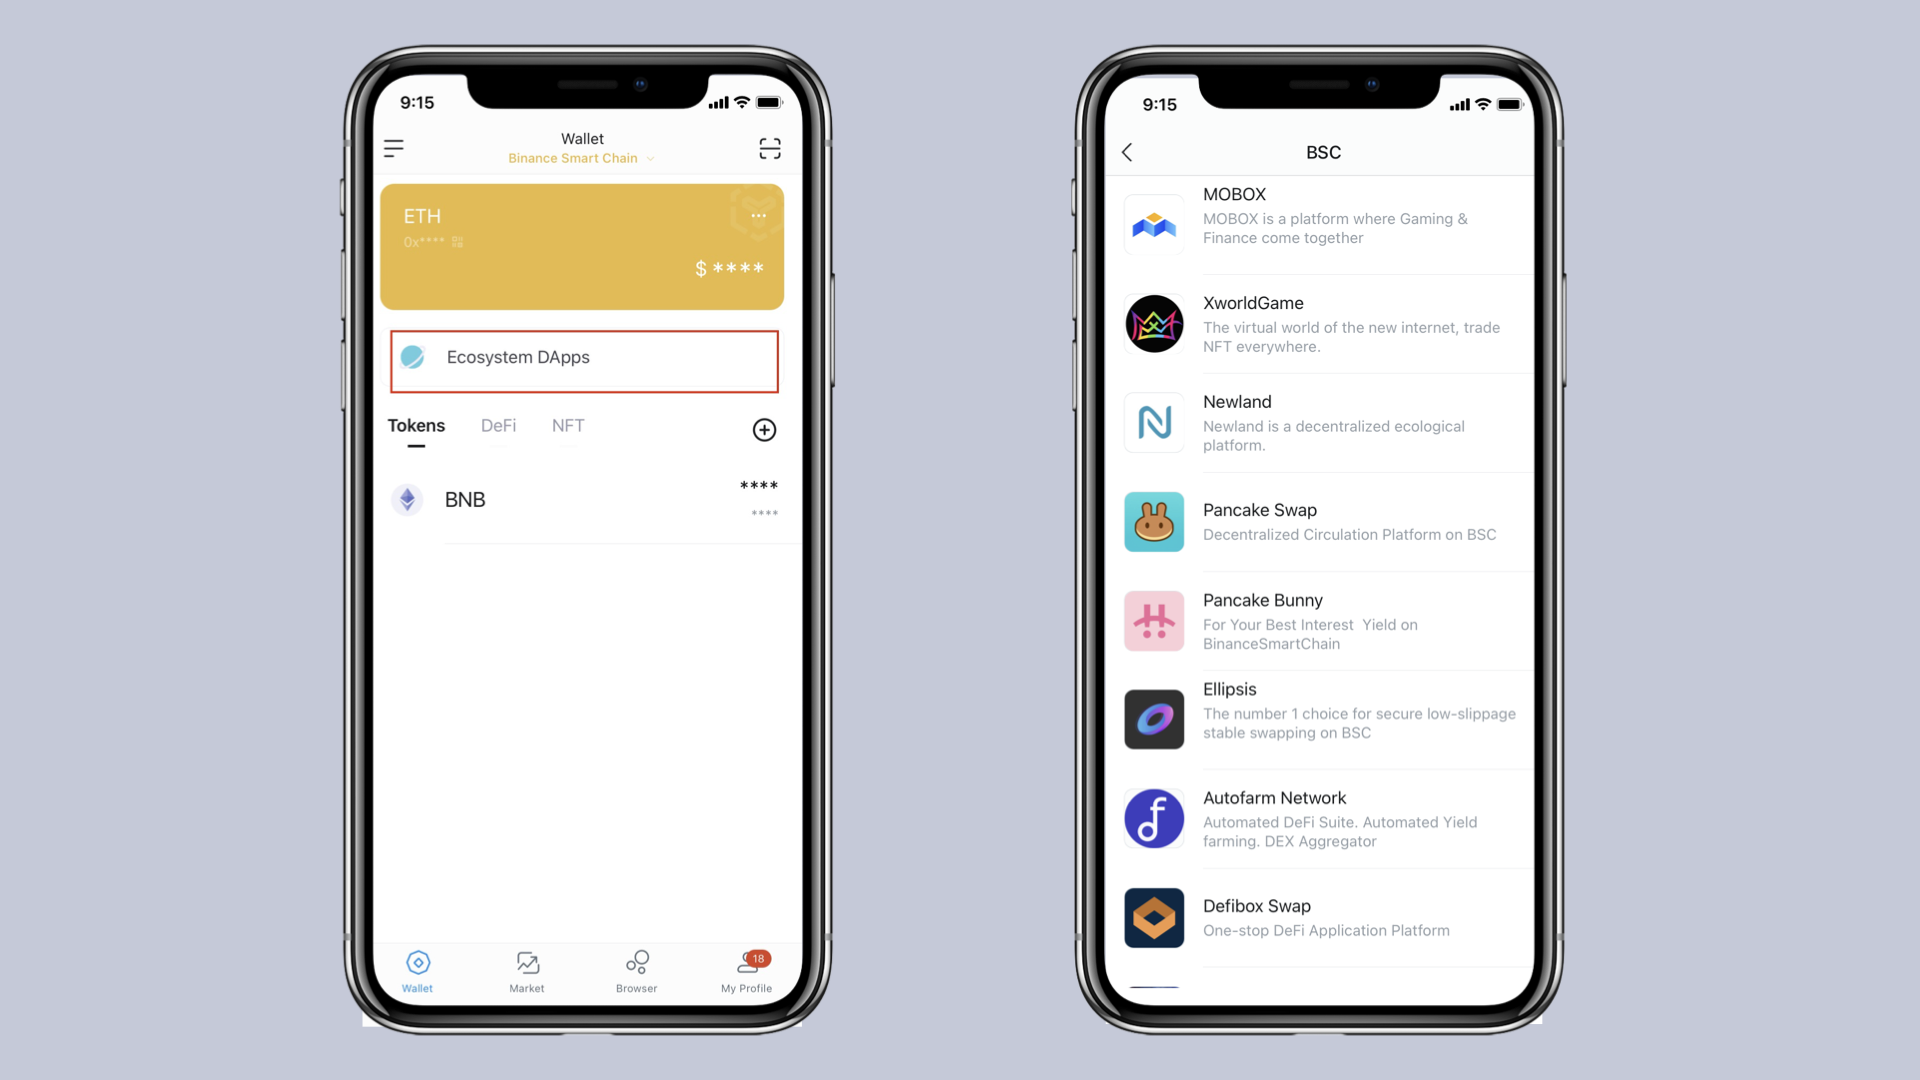 9:15
Wallet
Binance Smart Chain
ETH
0x****
$ ****
Ecosystem DApps
Tokens DeFi NFT
BNB
****
****
Wallet Market Browser My Profile
18
9:15
BSC
MOBOX
MOBOX is a platform where Gaming &
Finance come together
XworldGame
The virtual world of the new internet, trade
NFT everywhere.
Newland
Newland is a decentralized ecological
platform.
Pancake Swap
Decentralized Circulation Platform on BSC
Pancake Bunny
For Your Best Interest  Yield on
BinanceSmartChain
Ellipsis
The number 1 choice for secure low-slippage
stable swapping on BSC
Autofarm Network
Automated DeFi Suite. Automated Yield
farming. DEX Aggregator
Defibox Swap
One-stop DeFi Application Platform